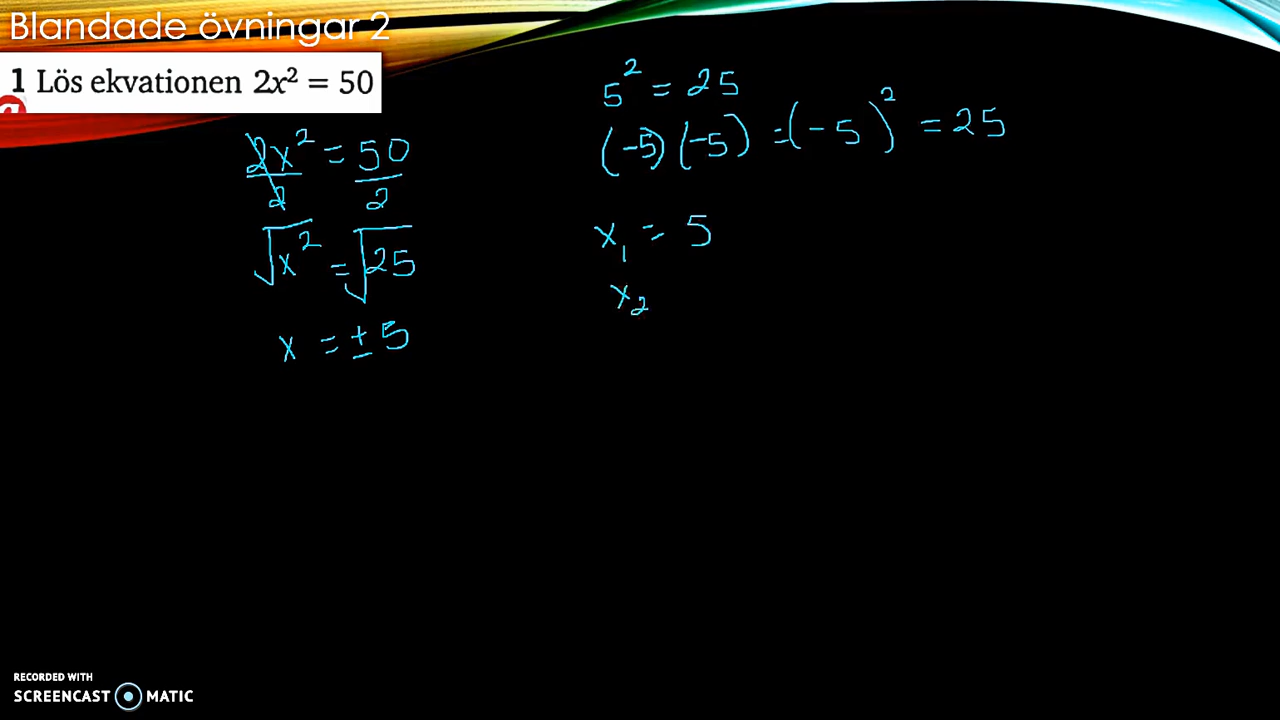 Blandade övningar 2
1 Lös ekvationen 2x² = 50
2x² = 50
2 2
√x² = √25
x = ±5
5² = 25
(-5)(-5) = (-5)² = 25
x₁ = 5
x₂
RECORDED WITH
SCREENCAST MATIC